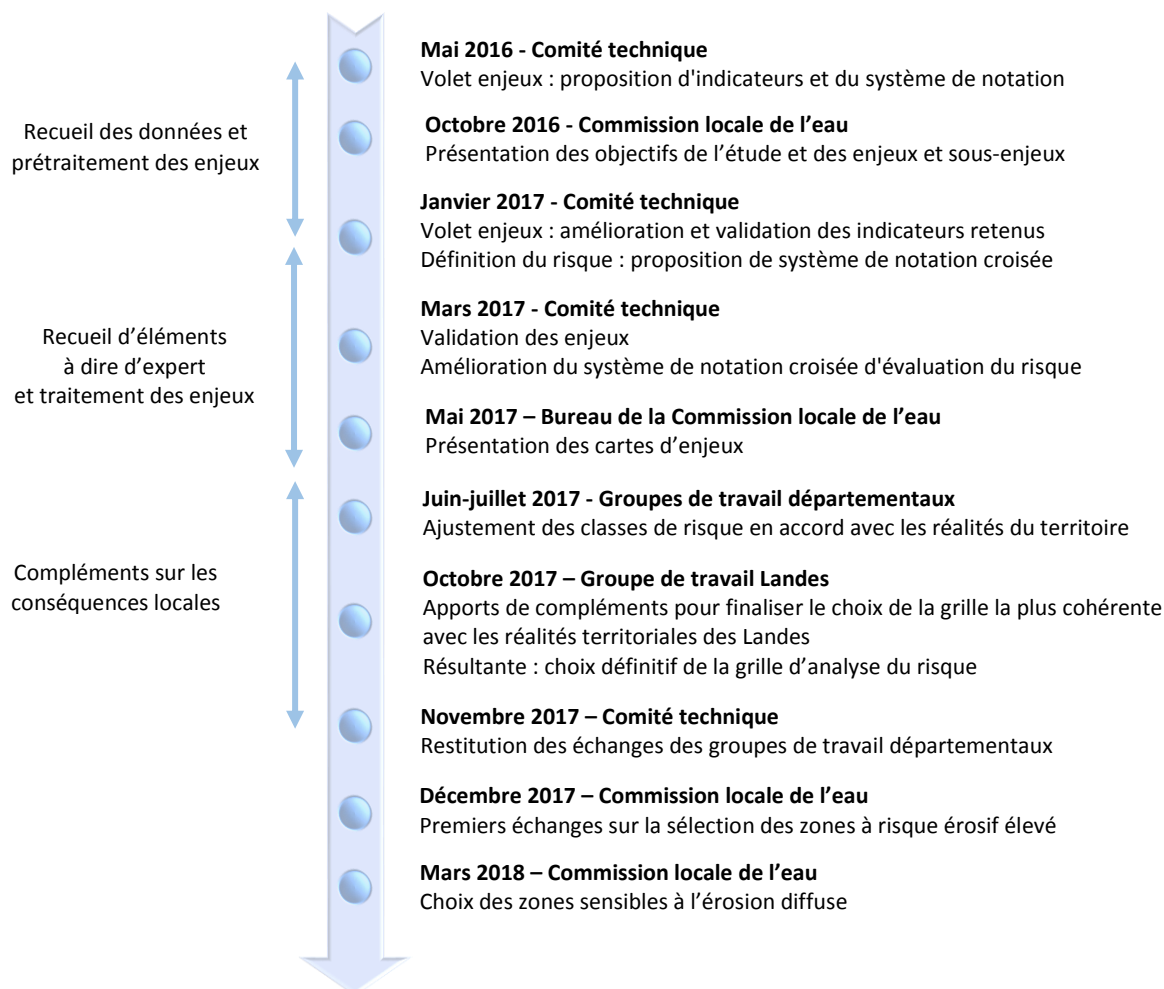 Mai 2016 - Comité technique
Volet enjeux : proposition d'indicateurs et du système de notation
Recueil des données et
prétraitement des enjeux
Octobre 2016 - Commission locale de l’eau
Présentation des objectifs de l’étude et des enjeux et sous-enjeux
Janvier 2017 - Comité technique
Volet enjeux : amélioration et validation des indicateurs retenus
Définition du risque : proposition de système de notation croisée
Recueil d’éléments
à dire d’expert
et traitement des enjeux
Mars 2017 - Comité technique
Validation des enjeux
Amélioration du système de notation croisée d'évaluation du risque
Mai 2017 – Bureau de la Commission locale de l’eau
Présentation des cartes d’enjeux
Juin-juillet 2017 - Groupes de travail départementaux
Ajustement des classes de risque en accord avec les réalités du territoire
Compléments sur les
conséquences locales
Octobre 2017 – Groupe de travail Landes
Apports de compléments pour finaliser le choix de la grille la plus cohérente
avec les réalités territoriales des Landes
Résultante : choix définitif de la grille d’analyse du risque
Novembre 2017 – Comité technique
Restitution des échanges des groupes de travail départementaux
Décembre 2017 – Commission locale de l’eau
Premiers échanges sur la sélection des zones à risque érosif élevé
Mars 2018 – Commission locale de l’eau
Choix des zones sensibles à l’érosion diffuse